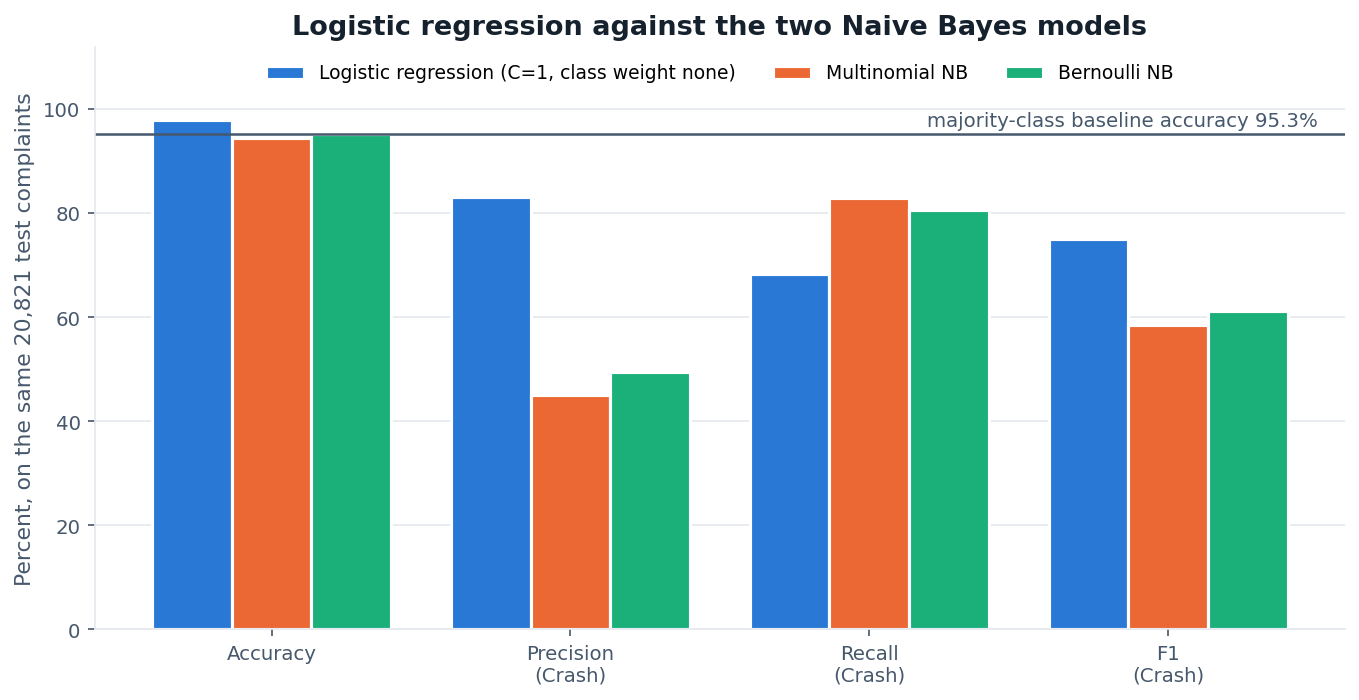 Logistic regression against the two Naive Bayes models
Logistic regression (C=1, class weight none)
Multinomial NB
Bernoulli NB
majority-class baseline accuracy 95.3%
Percent, on the same 20,821 test complaints
100
80
60
40
20
0
Accuracy
Precision
(Crash)
Recall
(Crash)
F1
(Crash)